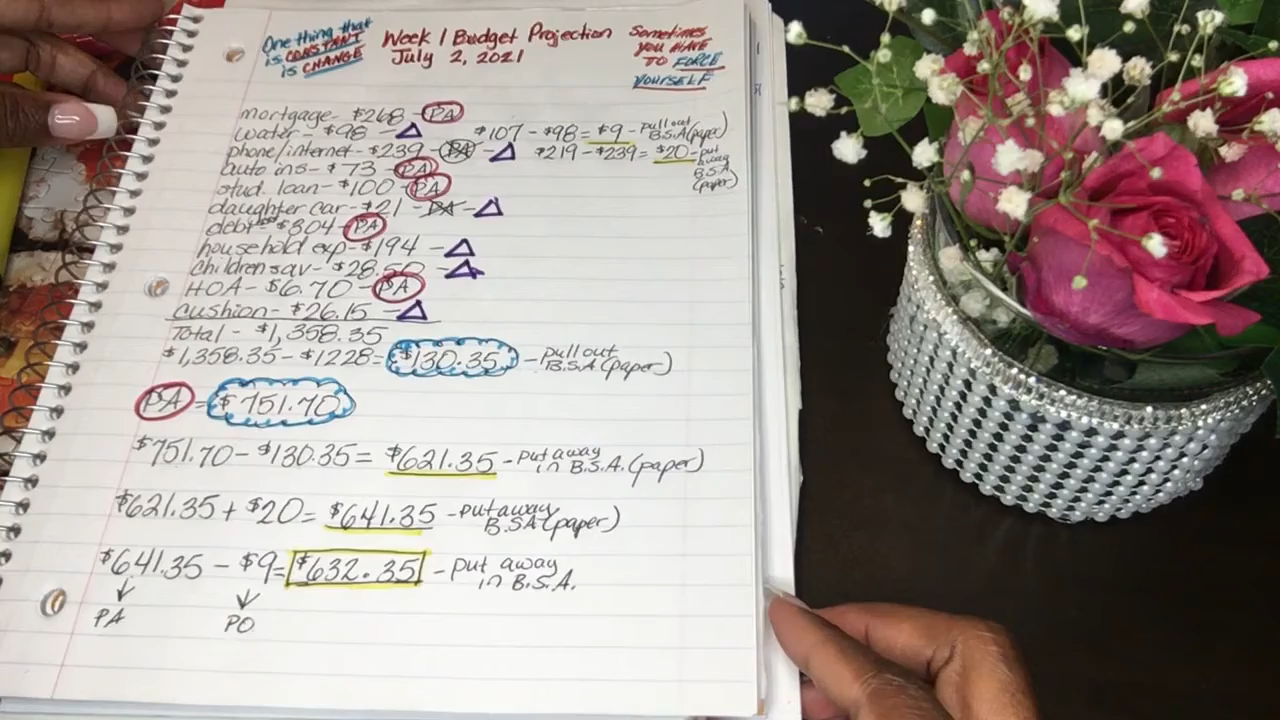 One thing that
is CONSTANT
is CHANGE
Week 1 Budget Projection
July 2, 2021
Sometimes
YOU HAVE
TO FORCE
YOURSELF
mortgage - $268 - PA
water - $98 - △ $107 - $98 = $9 - pull out B.S.A (paper)
phone/internet - $239 - PA - △ $219 - $239 = $20 - put away B.S.A (paper)
auto ins - $73 - PA
stud. loan - $100 - PA
daughter car - $21 - PA - △
debt - $304 - PA
household exp - $194 - △
children sav - $28.50 - △
HOA - $6.70 - PA
cushion - $26.15 - △
Total - $1,358.35
$1,358.35 - $1228 = $130.35 - pull out B.S.A (paper)
PA = $751.70
$751.70 - $130.35 = $621.35 - put away in B.S.A. (paper)
$621.35 + $20 = $641.35 - put away B.S.A (paper)
$641.35 - $9 = $632.35 - put away in B.S.A.
PA PO